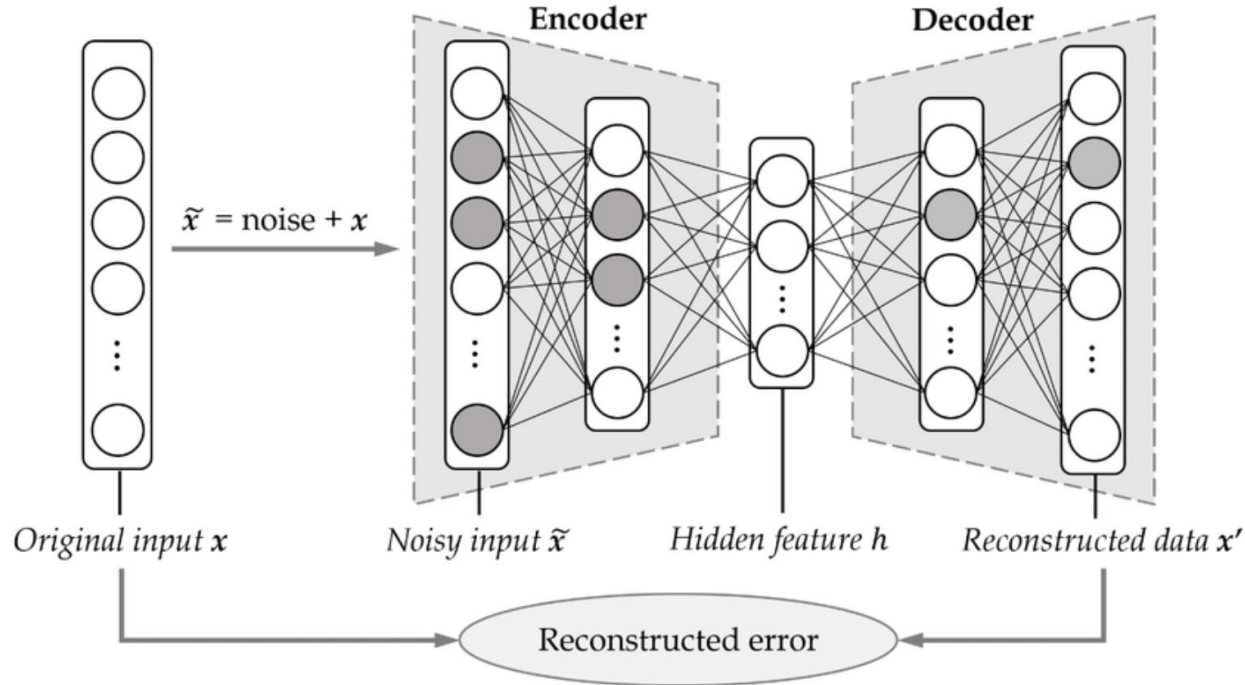 Encoder
Decoder
x̃ = noise + x
Original input x
Noisy input x̃
Hidden feature h
Reconstructed data x′
Reconstructed error